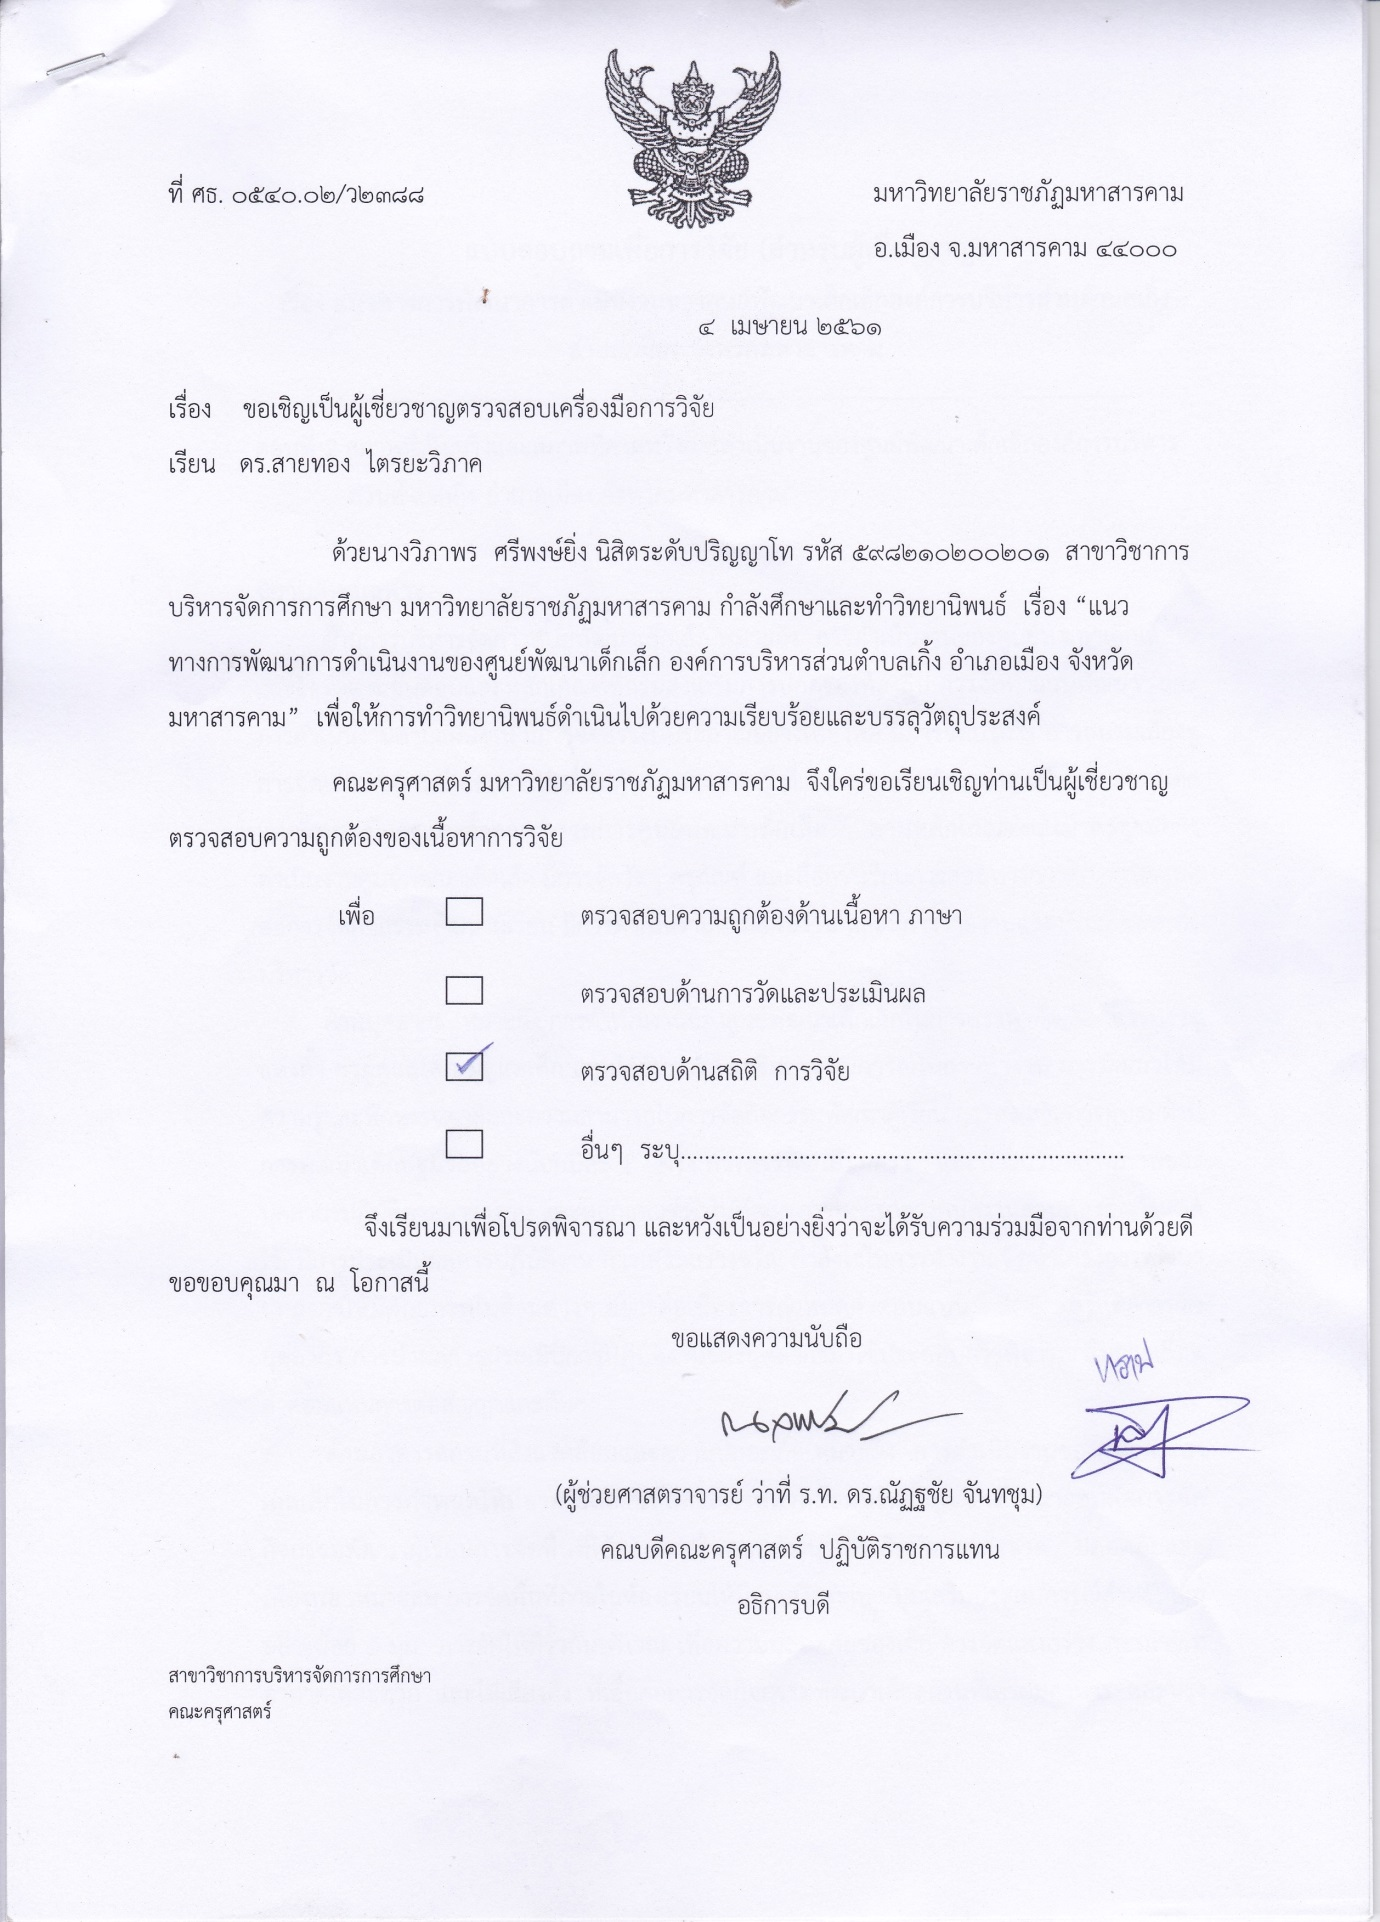 ที่ ศธ. ๐๕๔๐.๐๒/ว๒๓๘๘
มหาวิทยาลัยราชภัฏมหาสารคาม
อ.เมือง จ.มหาสารคาม ๔๔๐๐๐
๔ เมษายน ๒๕๖๑
เรื่อง ขอเชิญเป็นผู้เชี่ยวชาญตรวจสอบเครื่องมือการวิจัย
เรียน ดร.สายทอง ไตรยะวิภาค
ด้วยนางวิภาพร ศรีพงษ์ยิ่ง นิสิตระดับปริญญาโท รหัส ๕๙๘๒๑๐๒๐๐๒๐๑ สาขาวิชาการ
บริหารจัดการการศึกษา มหาวิทยาลัยราชภัฏมหาสารคาม กำลังศึกษาและทำวิทยานิพนธ์ เรื่อง “แนว
ทางการพัฒนาการดำเนินงานของศูนย์พัฒนาเด็กเล็ก องค์การบริหารส่วนตำบลเกิ้ง อำเภอเมือง จังหวัด
มหาสารคาม” เพื่อให้การทำวิทยานิพนธ์ดำเนินไปด้วยความเรียบร้อยและบรรลุวัตถุประสงค์
คณะครุศาสตร์ มหาวิทยาลัยราชภัฏมหาสารคาม จึงใคร่ขอเรียนเชิญท่านเป็นผู้เชี่ยวชาญ
ตรวจสอบความถูกต้องของเนื้อหาการวิจัย
เพื่อ ตรวจสอบความถูกต้องด้านเนื้อหา ภาษา
ตรวจสอบด้านการวัดและประเมินผล
ตรวจสอบด้านสถิติ การวิจัย
อื่นๆ ระบุ...........................................................................
จึงเรียนมาเพื่อโปรดพิจารณา และหวังเป็นอย่างยิ่งว่าจะได้รับความร่วมมือจากท่านด้วยดี
ขอขอบคุณมา ณ โอกาสนี้
ขอแสดงความนับถือ
(ผู้ช่วยศาสตราจารย์ ว่าที่ ร.ท. ดร.ณัฏฐชัย จันทชุม)
คณบดีคณะครุศาสตร์ ปฏิบัติราชการแทน
อธิการบดี
สาขาวิชาการบริหารจัดการการศึกษา
คณะครุศาสตร์